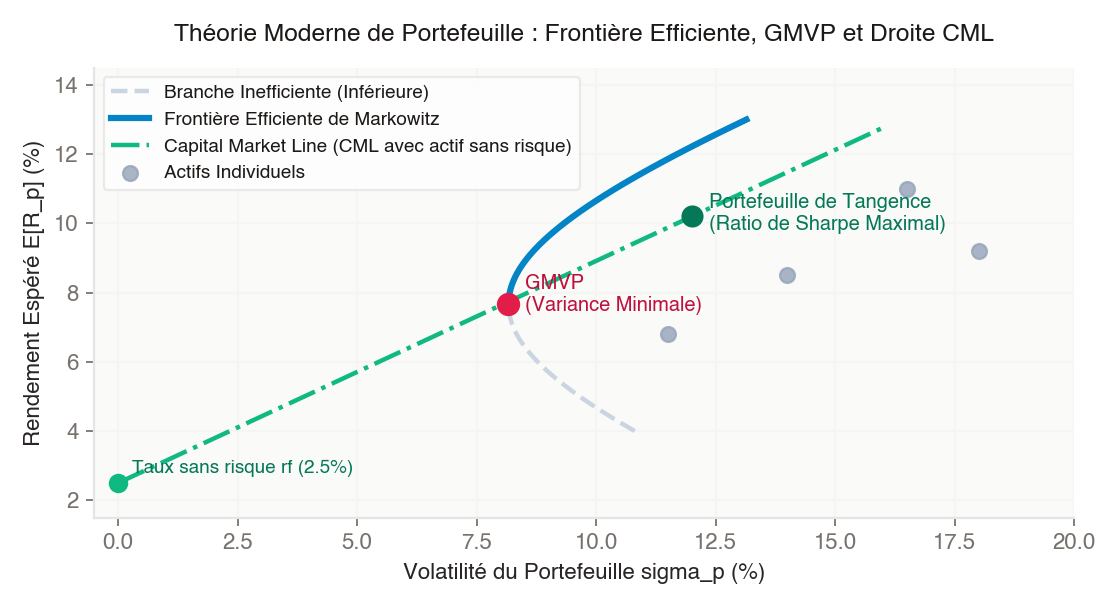 Théorie Moderne de Portefeuille : Frontière Efficiente, GMVP et Droite CML
Branche Inefficiente (Inférieure)
Frontière Efficiente de Markowitz
Capital Market Line (CML avec actif sans risque)
Actifs Individuels
Rendement Espéré E[R_p] (%)
14
12
10
8
6
4
2
Portefeuille de Tangence
(Ratio de Sharpe Maximal)
GMVP
(Variance Minimale)
Taux sans risque rf (2.5%)
0.0
2.5
5.0
7.5
10.0
12.5
15.0
17.5
20.0
Volatilité du Portefeuille sigma_p (%)